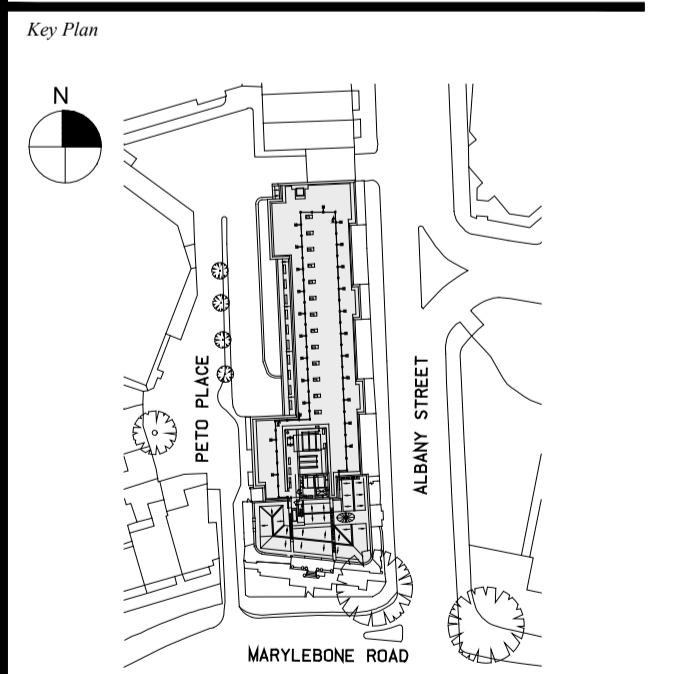 Key Plan
N
PETO PLACE
ALBANY STREET
MARYLEBONE ROAD